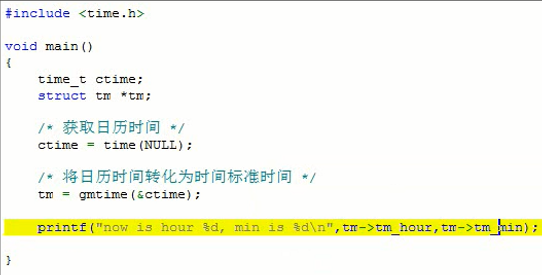 #include <time.h>
void main()
{
time_t ctime;
struct tm *tm;
/* 获取日历时间 */
ctime = time(NULL);
/* 将日历时间转化为时间标准时间 */
tm = gmtime(&ctime);
printf("now is hour %d, min is %d\n",tm->tm_hour,tm->tm_min);
}